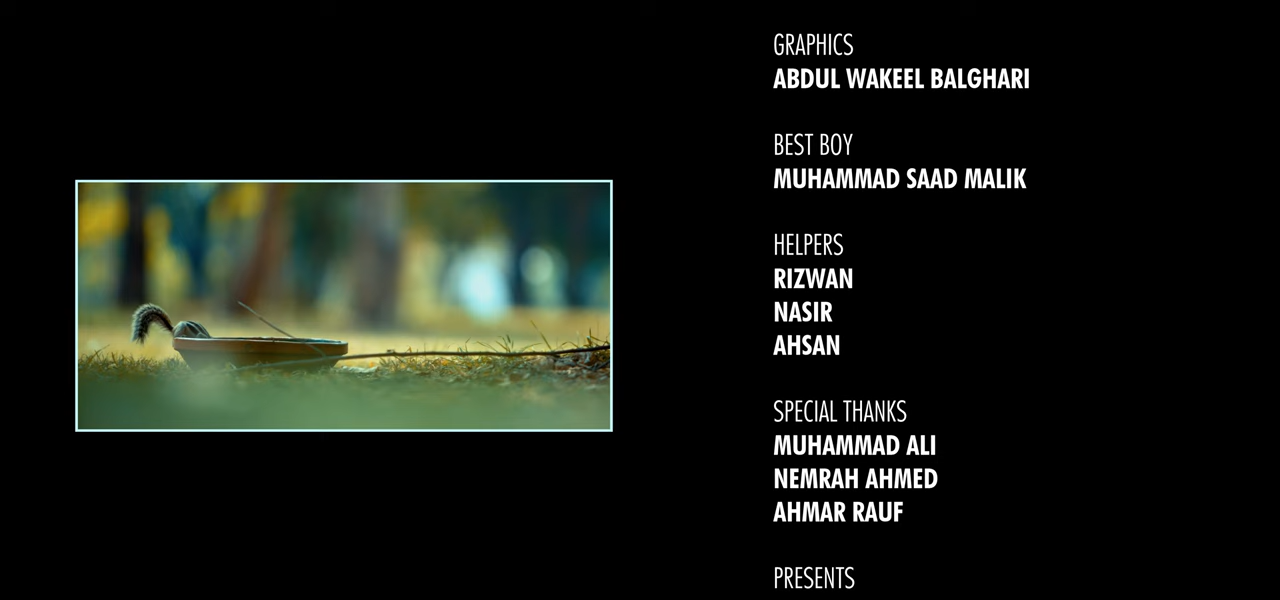 GRAPHICS
ABDUL WAKEEL BALGHARI
BEST BOY
MUHAMMAD SAAD MALIK
HELPERS
RIZWAN
NASIR
AHSAN
SPECIAL THANKS
MUHAMMAD ALI
NEMRAH AHMED
AHMAR RAUF
PRESENTS